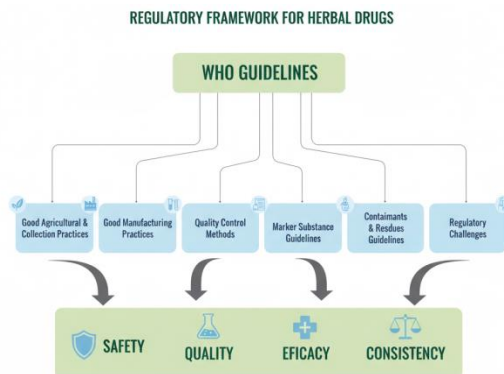 REGULATORY FRAMEWORK FOR HERBAL DRUGS
WHO GUIDELINES
Good Agricultural &
Collection Practices
Good Manufacturing
Practices
Quality Control
Methods
Marker Substance
Guidelines
Contaimants
& Resdues
Guidelines
Regulatory
Challenges
SAFETY
QUALITY
EFICACY
CONSISTENCY